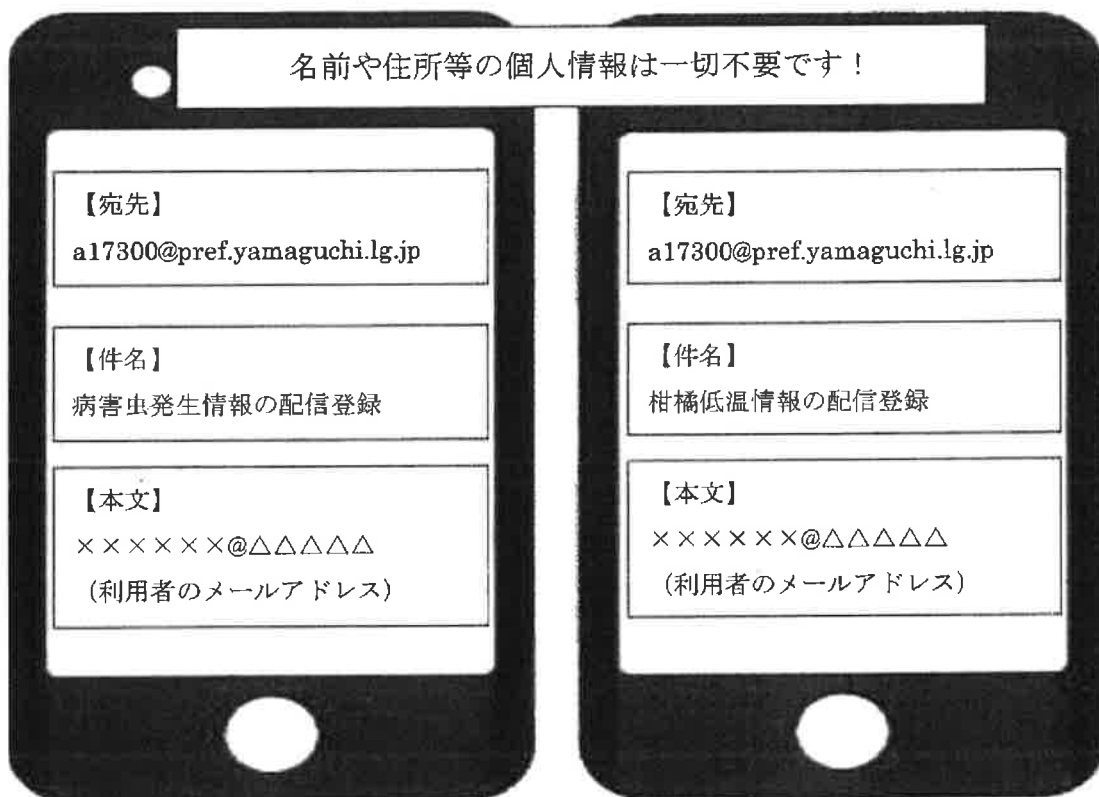 名前や住所等の個人情報は一切不要です！
【宛先】
a17300@pref.yamaguchi.lg.jp
【件名】
病害虫発生情報の配信登録
【本文】
××××××@△△△△△
（利用者のメールアドレス）
【宛先】
a17300@pref.yamaguchi.lg.jp
【件名】
柑橘低温情報の配信登録
【本文】
××××××@△△△△△
（利用者のメールアドレス）